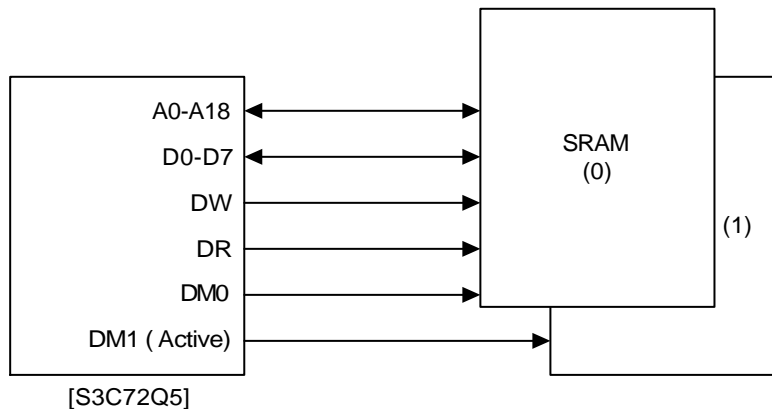 A0-A18
D0-D7
DW
DR
DM0
DM1 ( Active)
[S3C72Q5]
SRAM
(0)
(1)